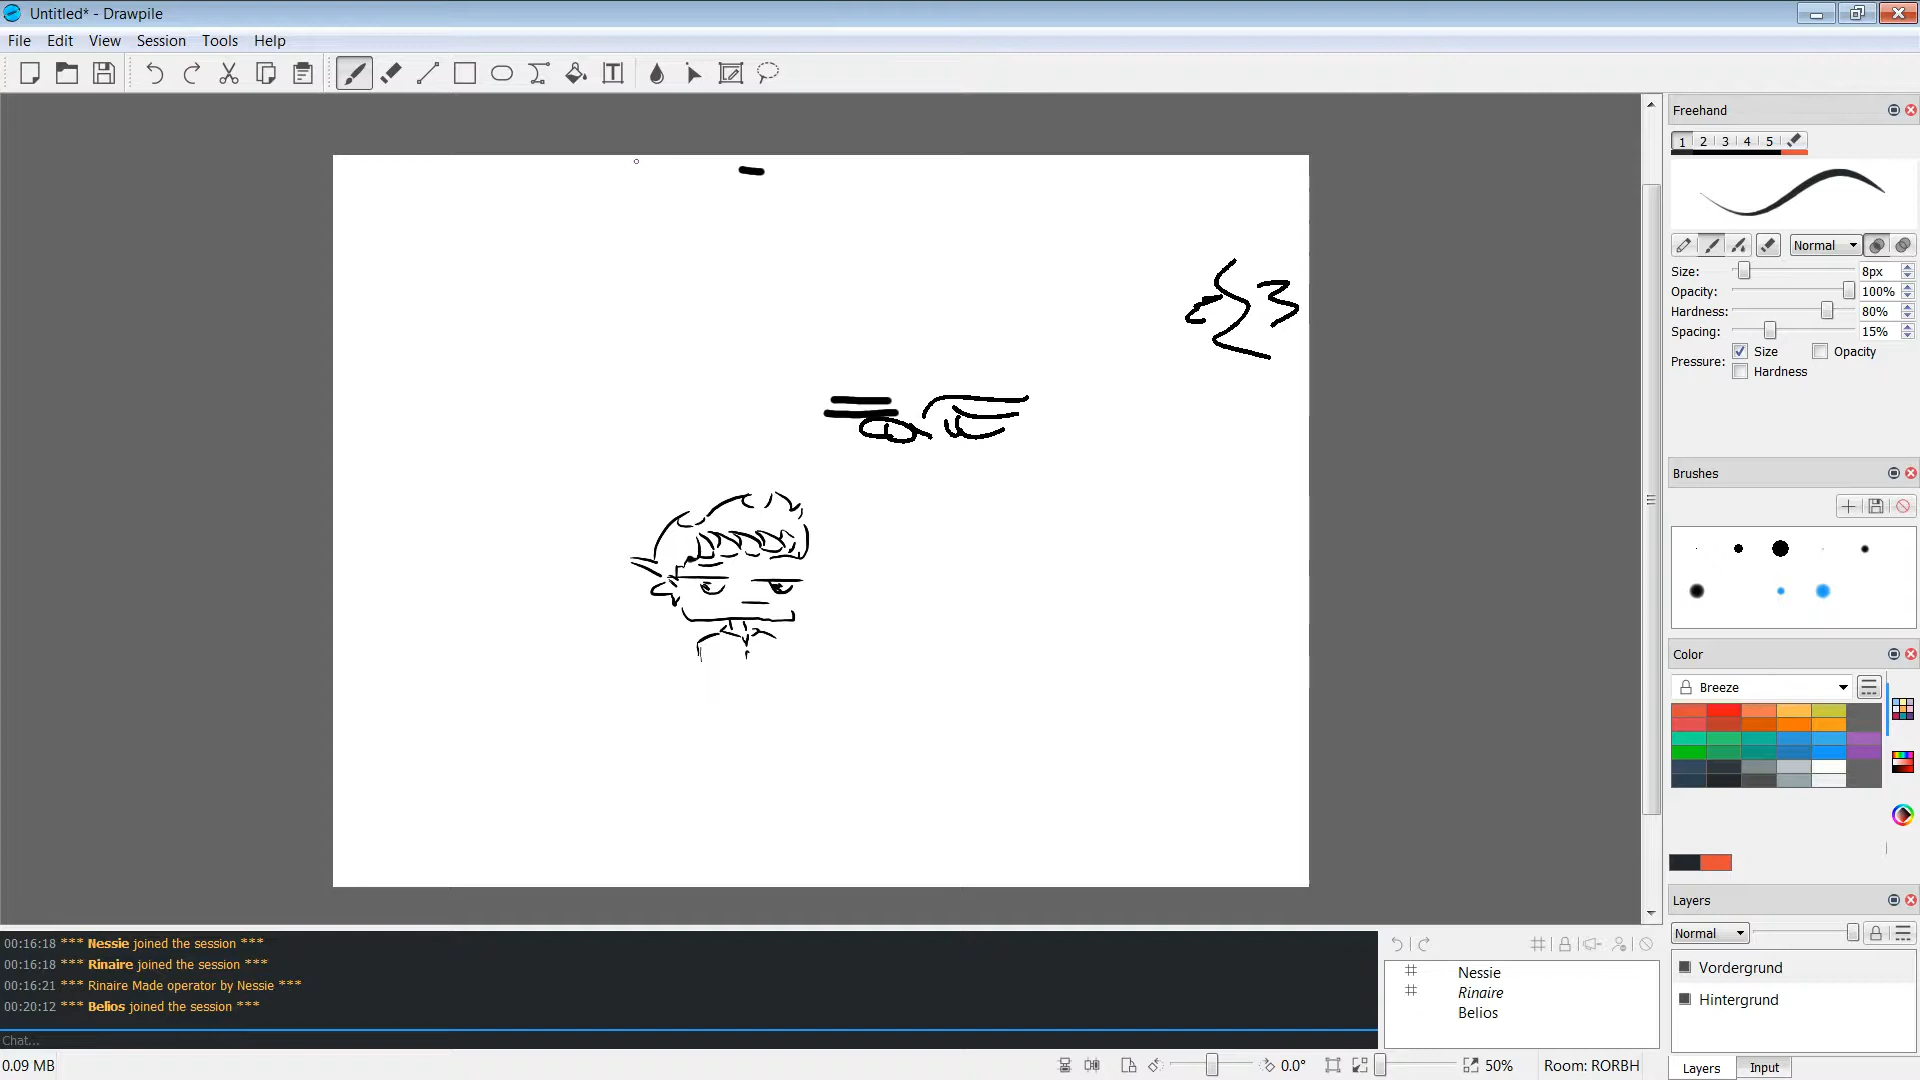 Untitled* - Drawpile
File Edit View Session Tools Help
Freehand
1 2 3 4 5
Normal
Size: 8px
Opacity: 100%
Hardness: 80%
Spacing: 15%
Pressure: Size Opacity
Hardness
Brushes
Color
Breeze
Layers
Normal
Vordergrund
Hintergrund
Layers Input
00:16:18 *** Nessie joined the session ***
00:16:18 *** Rinaire joined the session ***
00:16:21 *** Rinaire Made operator by Nessie ***
00:20:12 *** Belios joined the session ***
Chat...
Nessie
Rinaire
Belios
0.09 MB
0.0°
50%
Room: RORBH